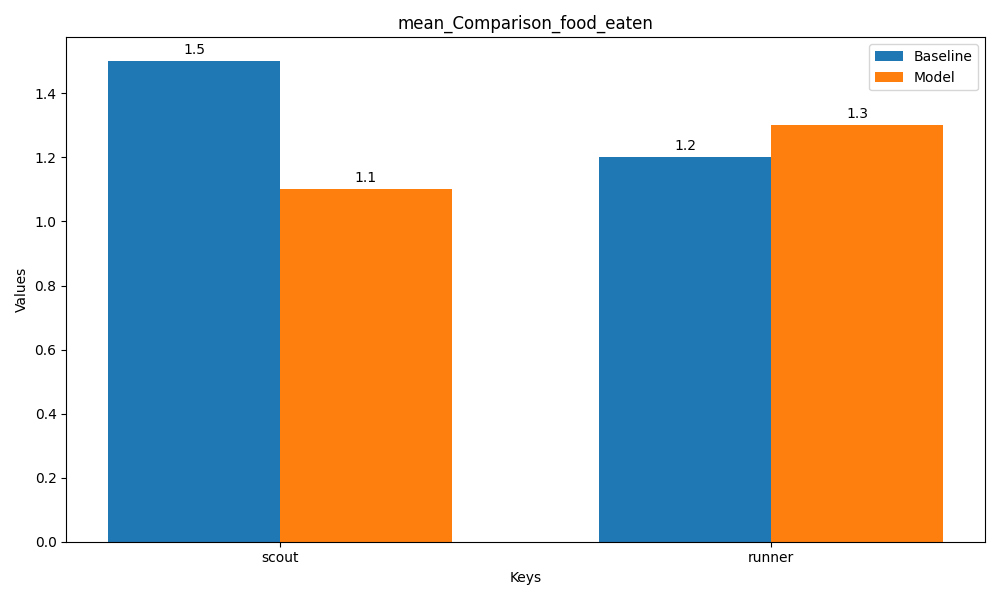 mean_Comparison_food_eaten
Baseline
Model
1.5
1.1
1.2
1.3
1.4
1.2
1.0
0.8
0.6
0.4
0.2
0.0
Values
scout
runner
Keys